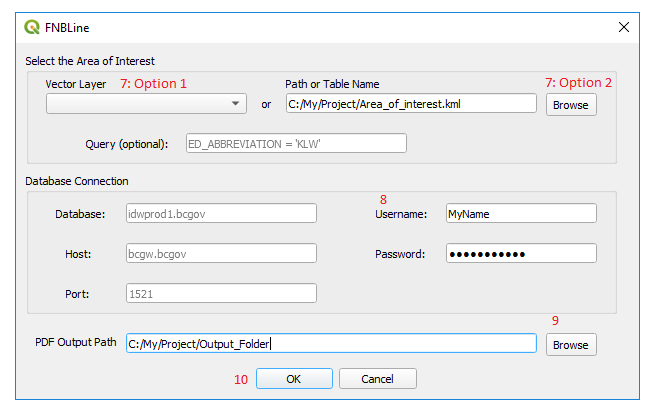 FNBLine
Select the Area of Interest
Vector Layer 7: Option 1 Path or Table Name 7: Option 2
or C:/My/Project/Area_of_interest.kml Browse
Query (optional): ED_ABBREVIATION = 'KLW'
Database Connection
8
Database: idwprod1.bcgov Username: MyName
Host: bcgw.bcgov Password: ●●●●●●●●●●●
Port: 1521
9
PDF Output Path C:/My/Project/Output_Folder Browse
10 OK Cancel